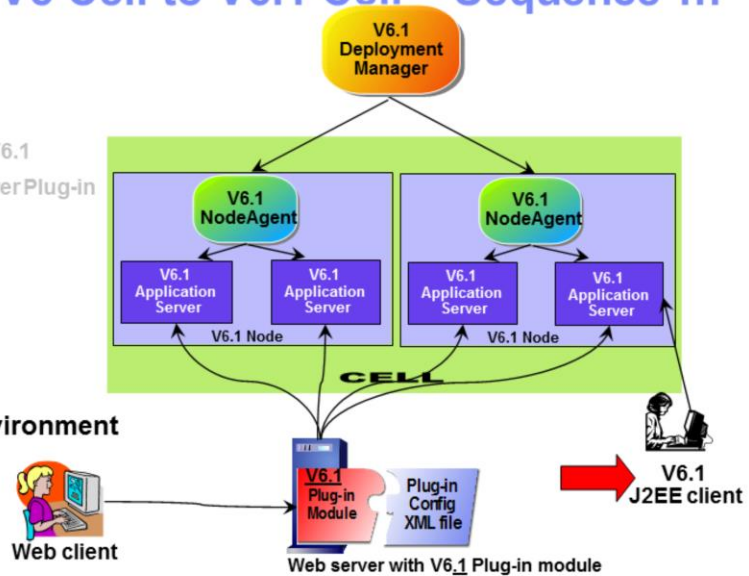 V6.1
Deployment
Manager
6.1
er Plug-in
V6.1
NodeAgent
V6.1
NodeAgent
V6.1
Application
Server
V6.1
Application
Server
V6.1
Application
Server
V6.1
Application
Server
V6.1 Node
V6.1 Node
CELL
vironment
V6.1
Plug-in
Module
Plug-in
Config
XML file
V6.1
J2EE client
Web client
Web server with V6.1 Plug-in module